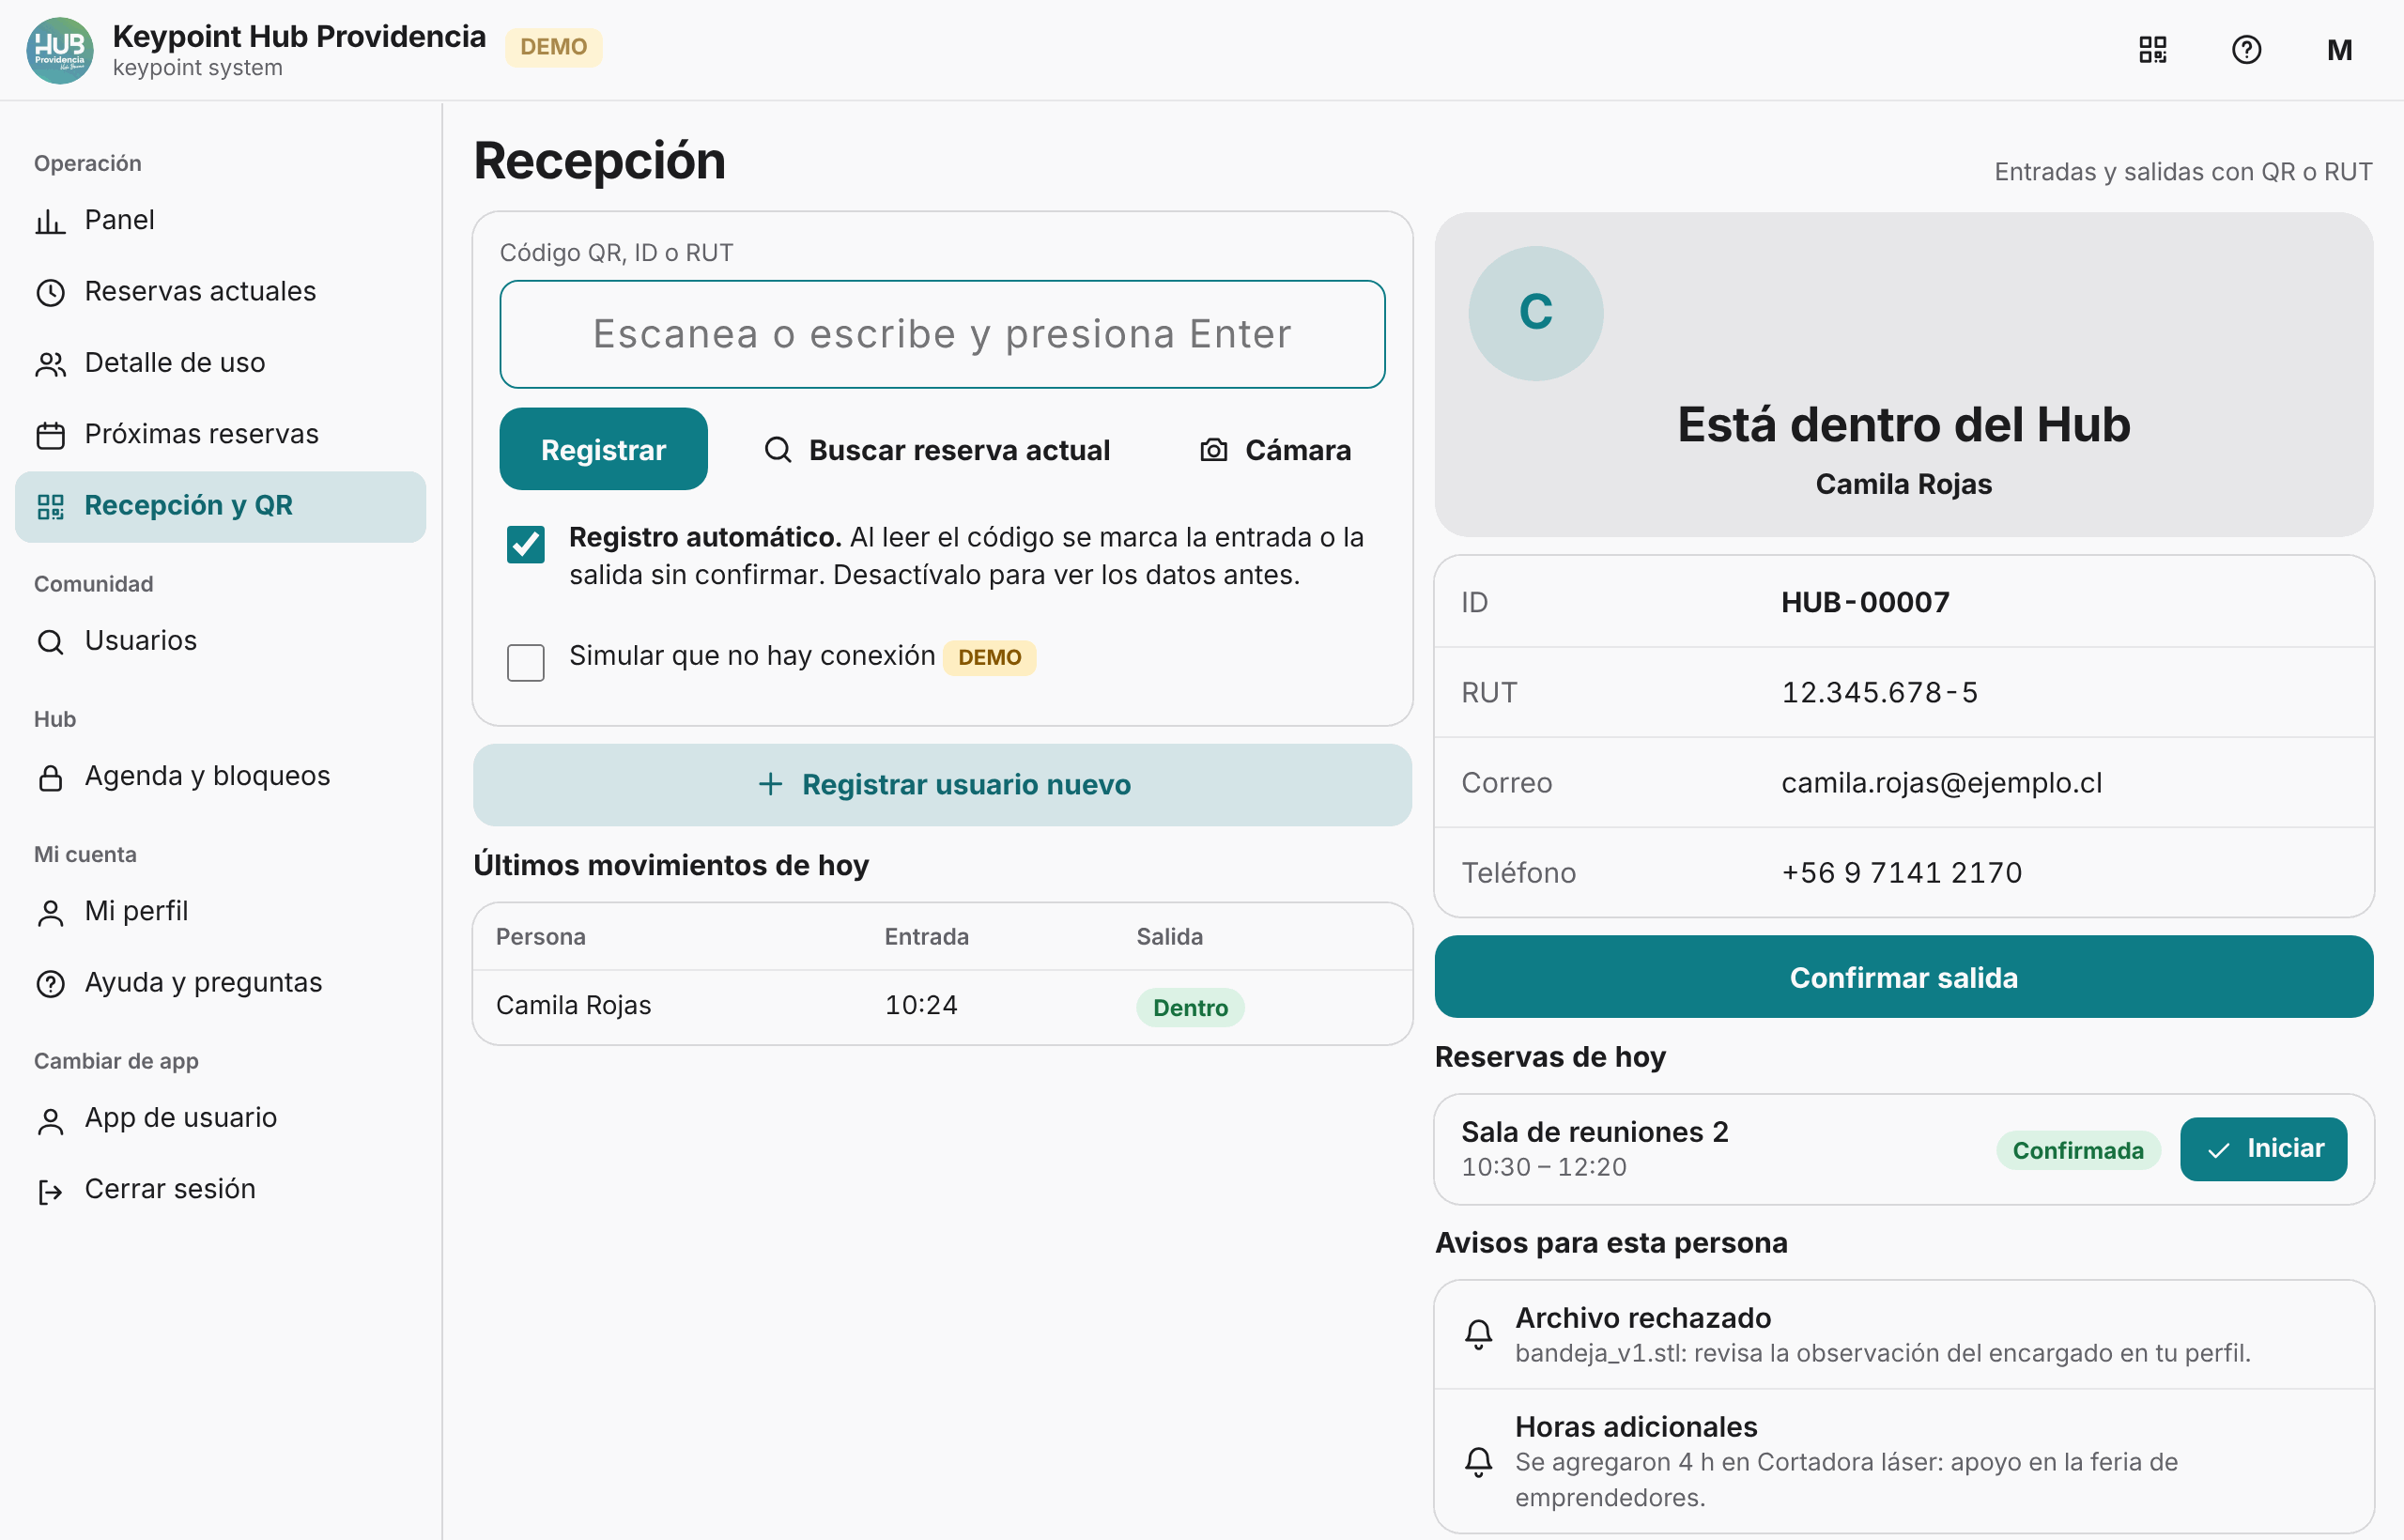 HUB
Providencia
Keypoint Hub Providencia
DEMO
keypoint system
M
Operación
Panel
Reservas actuales
Detalle de uso
Próximas reservas
Recepción y QR
Comunidad
Usuarios
Hub
Agenda y bloqueos
Mi cuenta
Mi perfil
Ayuda y preguntas
Cambiar de app
App de usuario
Cerrar sesión
Recepción
Entradas y salidas con QR o RUT
Código QR, ID o RUT
Escanea o escribe y presiona Enter
Registrar
Buscar reserva actual
Cámara
Registro automático. Al leer el código se marca la entrada o la
salida sin confirmar. Desactívalo para ver los datos antes.
Simular que no hay conexión DEMO
Registrar usuario nuevo
Últimos movimientos de hoy
Persona Entrada Salida
Camila Rojas 10:24 Dentro
C
Está dentro del Hub
Camila Rojas
ID HUB-00007
RUT 12.345.678-5
Correo camila.rojas@ejemplo.cl
Teléfono +56 9 7141 2170
Confirmar salida
Reservas de hoy
Sala de reuniones 2
10:30 – 12:20
Confirmada
Iniciar
Avisos para esta persona
Archivo rechazado
bandeja_v1.stl: revisa la observación del encargado en tu perfil.
Horas adicionales
Se agregaron 4 h en Cortadora láser: apoyo en la feria de
emprendedores.